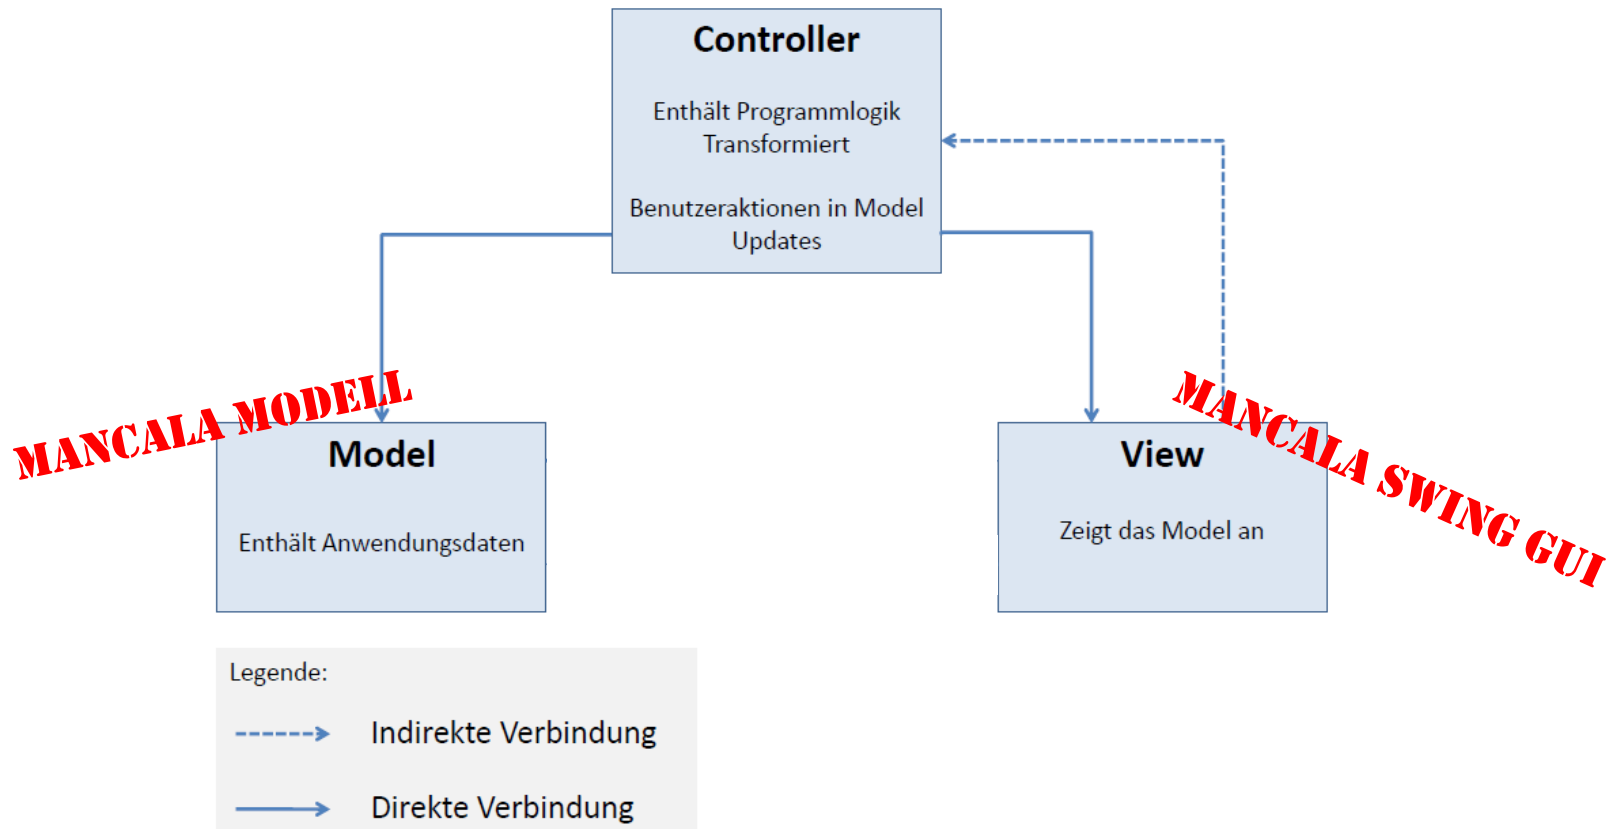 Controller
Enthält Programmlogik
Transformiert
Benutzeraktionen in Model
Updates
MANCALA MODELL
Model
Enthält Anwendungsdaten
MANCALA SWING GUI
View
Zeigt das Model an
Legende:
Indirekte Verbindung
Direkte Verbindung